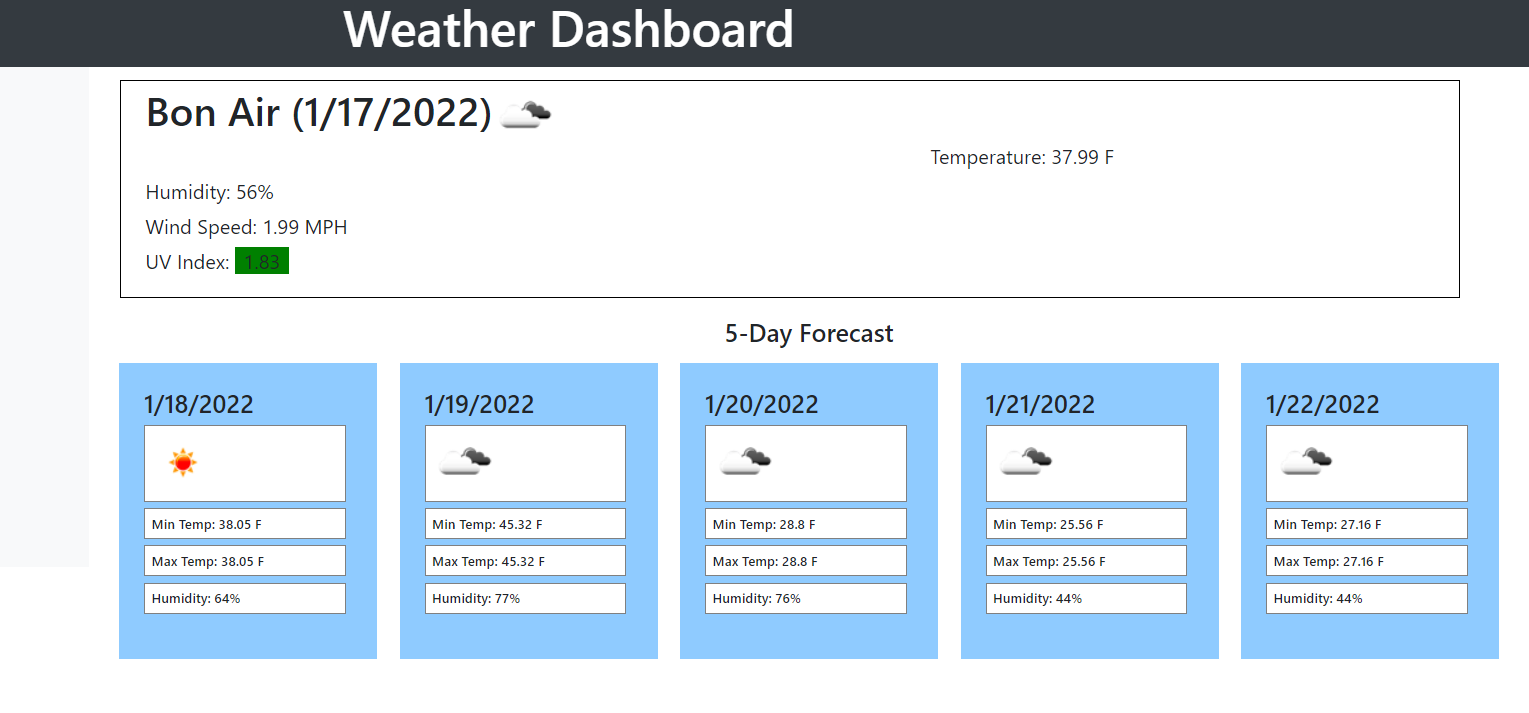 Weather Dashboard
Bon Air (1/17/2022)
Temperature: 37.99 F
Humidity: 56%
Wind Speed: 1.99 MPH
UV Index: 1.83
5-Day Forecast
1/18/2022
Min Temp: 38.05 F
Max Temp: 38.05 F
Humidity: 64%
1/19/2022
Min Temp: 45.32 F
Max Temp: 45.32 F
Humidity: 77%
1/20/2022
Min Temp: 28.8 F
Max Temp: 28.8 F
Humidity: 76%
1/21/2022
Min Temp: 25.56 F
Max Temp: 25.56 F
Humidity: 44%
1/22/2022
Min Temp: 27.16 F
Max Temp: 27.16 F
Humidity: 44%